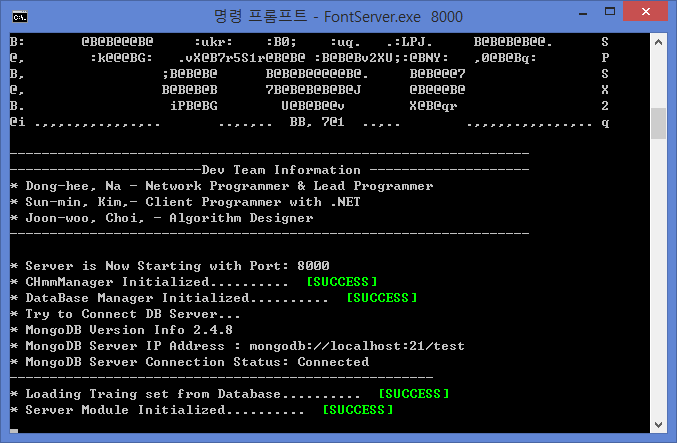 명령 프롬프트 - FontServer.exe 8000
B:       @B@B@@B@     :ukr:    :B0;    :uq.  .:LPJ.     B@B@B@B@@.      S
@,        :k@@@BG:   .vX@B7r5S1r@B@B@ :B@B@Bv2XU;:@BNY:   ,0@B@Bq:        P
B,                 ;B@B@B@      B@B@B@@@@@B@.     B@B@@@7                 S
@,                 B@B@B@B      7B@B@B@B@B@J      @B@@@B@                 X
B.                  iPB@BG        U@B@B@@v        X@B@qr                  2
@i .,,,,,,,,.,,...       ..,.,..  BB, 7@1  ..,..        .,,,,,,,,,,,,... q
-----------------------------------------------------------------
------------------------Dev Team Information --------------------
* Dong-hee, Na - Network Programmer & Lead Programmer
* Sun-min, Kim,- Client Programmer with .NET
* Joon-woo, Choi, - Algorithm Designer
-----------------------------------------------------------------
* Server is Now Starting with Port: 8000
* CHmmManager Initialized.......... [SUCCESS]
* DataBase Manager Initialized.......... [SUCCESS]
* Try to Connect DB Server...
* MongoDB Version Info 2.4.8
* MongoDB Server IP Address : mongodb://localhost:21/test
* MongoDB Server Connection Status: Connected
-----------------------------------------------------
* Loading Traing set from Database.......... [SUCCESS]
* Server Module Initialized.......... [SUCCESS]